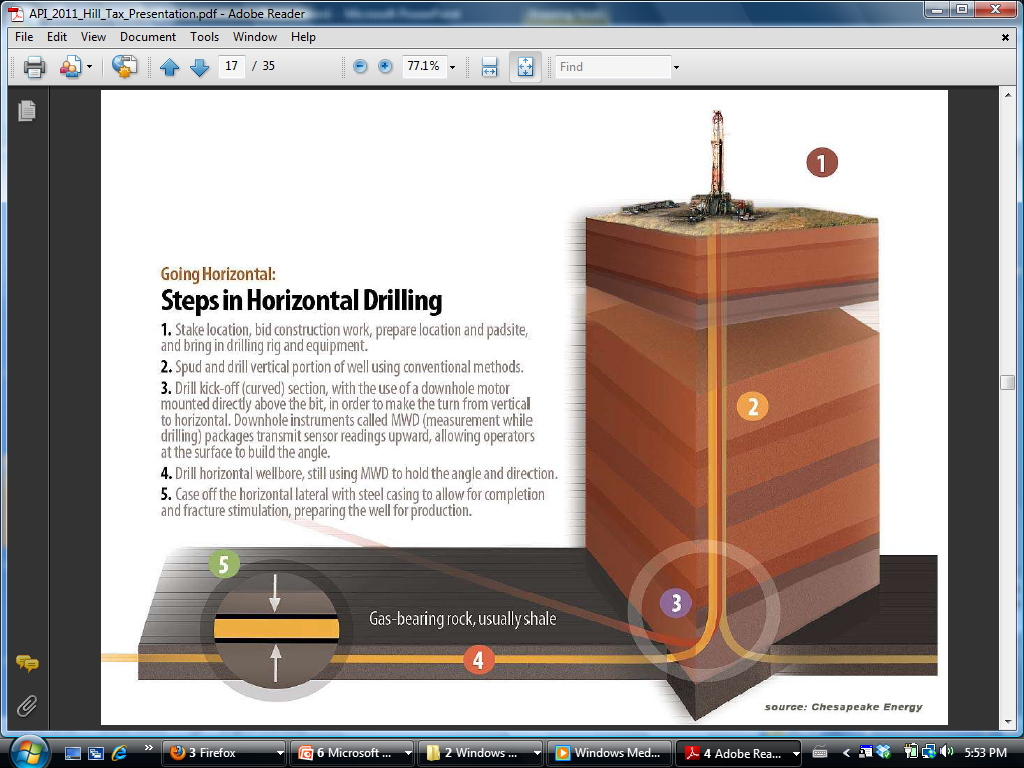 API_2011_Hill_Tax_Presentation.pdf - Adobe Reader
File Edit View Document Tools Window Help
17 / 35 77.1% Find
1
Going Horizontal:
Steps in Horizontal Drilling
1. Stake location, bid construction work, prepare location and padsite,
and bring in drilling rig and equipment.
2. Spud and drill vertical portion of well using conventional methods.
3. Drill kick-off (curved) section, with the use of a downhole motor
mounted directly above the bit, in order to make the turn from vertical
to horizontal. Downhole instruments called MWD (measurement while
drilling) packages transmit sensor readings upward, allowing operators
at the surface to build the angle.
4. Drill horizontal wellbore, still using MWD to hold the angle and direction.
5. Case off the horizontal lateral with steel casing to allow for completion
and fracture stimulation, preparing the well for production.
2
5
3
Gas-bearing rock, usually shale
4
source: Chesapeake Energy
3 Firefox 6 Microsoft ... 2 Windows ... Windows Med... 4 Adobe Rea... 5:53 PM